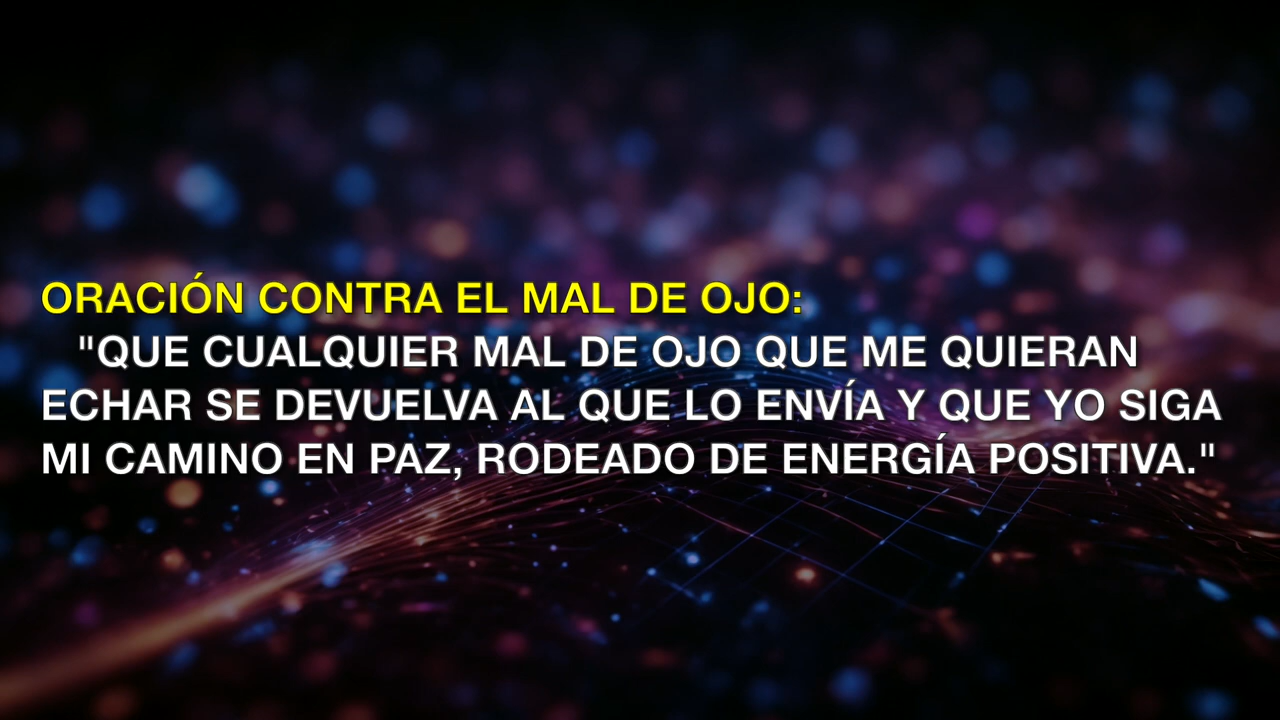 ORACIÓN CONTRA EL MAL DE OJO:
"QUE CUALQUIER MAL DE OJO QUE ME QUIERAN
ECHAR SE DEVUELVA AL QUE LO ENVÍA Y QUE YO SIGA
MI CAMINO EN PAZ, RODEADO DE ENERGÍA POSITIVA."